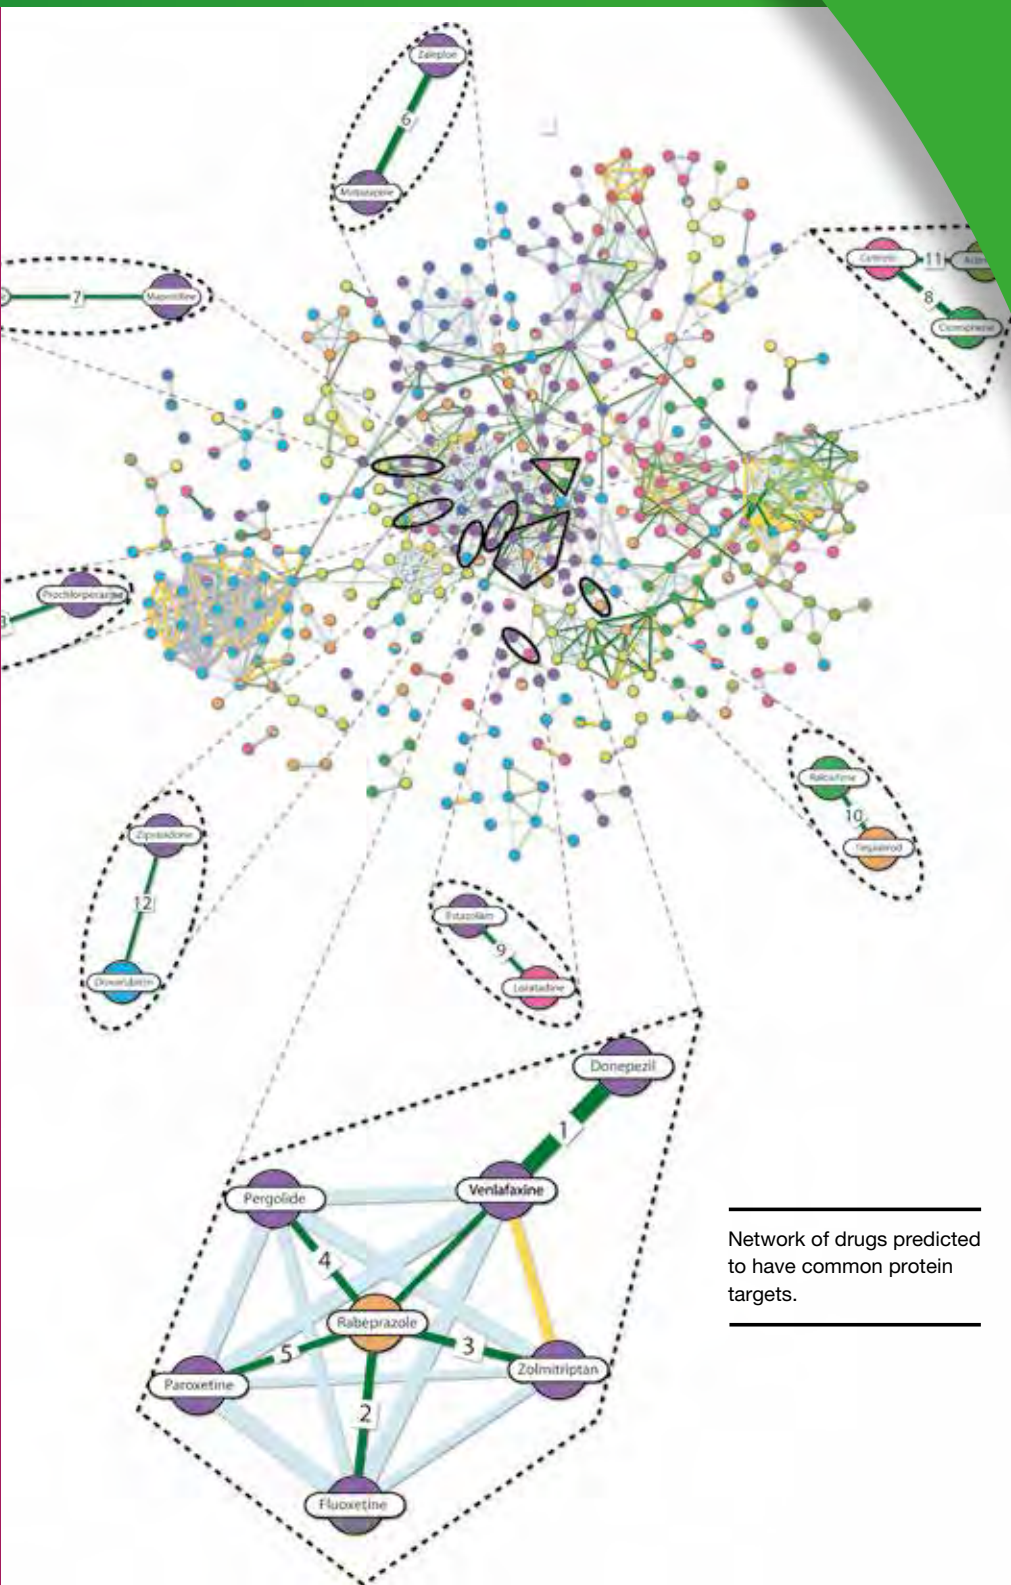 Zaleplon
6
Mirtazapine
7
Maprotiline
11
8
Clomiphene
Prochlorperazine
Raloxifene
10
Tegaserod
Ziprasidone
12
Estazolam
9
Loratadine
Donepezil
1
Pergolide
Venlafaxine
4
Rabeprazole
5
3
Paroxetine
Zolmitriptan
2
Fluoxetine
Network of drugs predicted
to have common protein
targets.